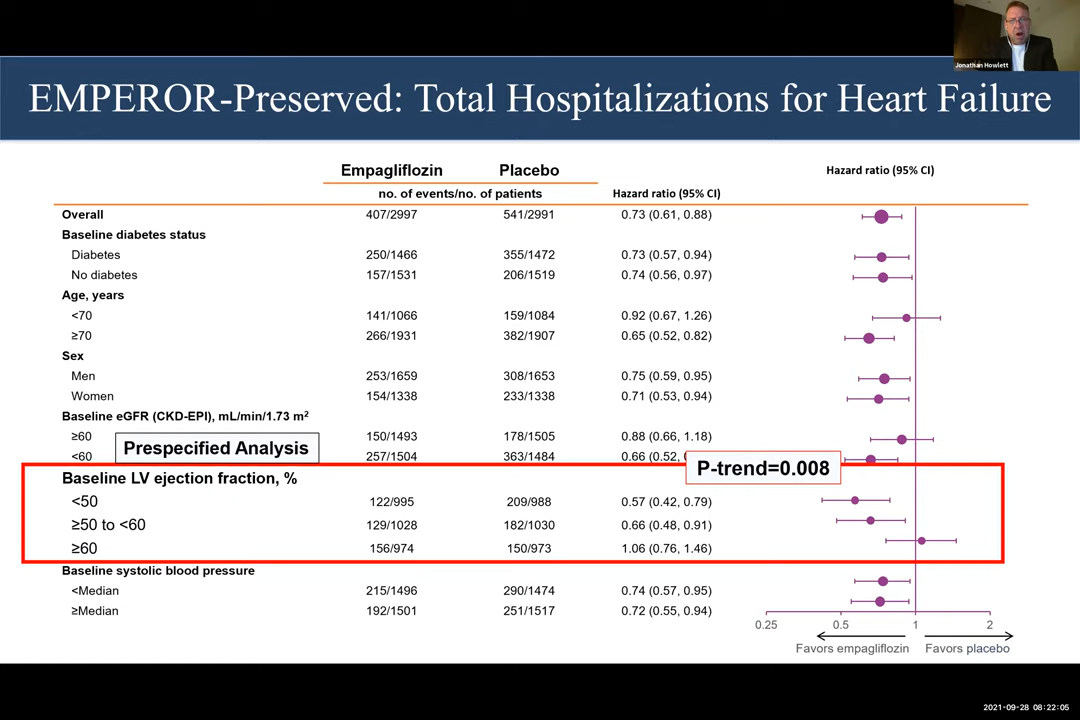 Jonathan Howlett
EMPEROR-Preserved: Total Hospitalizations for Heart Failure
Empagliflozin Placebo Hazard ratio (95% CI)
no. of events/no. of patients Hazard ratio (95% CI)
Overall 407/2997 541/2991 0.73 (0.61, 0.88)
Baseline diabetes status
Diabetes 250/1466 355/1472 0.73 (0.57, 0.94)
No diabetes 157/1531 206/1519 0.74 (0.56, 0.97)
Age, years
<70 141/1066 159/1084 0.92 (0.67, 1.26)
≥70 266/1931 382/1907 0.65 (0.52, 0.82)
Sex
Men 253/1659 308/1653 0.75 (0.59, 0.95)
Women 154/1338 233/1338 0.71 (0.53, 0.94)
Baseline eGFR (CKD-EPI), mL/min/1.73 m²
≥60 150/1493 178/1505 0.88 (0.66, 1.18)
Prespecified Analysis
<60 257/1504 363/1484 0.66 (0.52,
P-trend=0.008
Baseline LV ejection fraction, %
<50 122/995 209/988 0.57 (0.42, 0.79)
≥50 to <60 129/1028 182/1030 0.66 (0.48, 0.91)
≥60 156/974 150/973 1.06 (0.76, 1.46)
Baseline systolic blood pressure
<Median 215/1496 290/1474 0.74 (0.57, 0.95)
≥Median 192/1501 251/1517 0.72 (0.55, 0.94)
0.25 0.5 1 2
Favors empagliflozin Favors placebo
2021-09-28 08:22:05